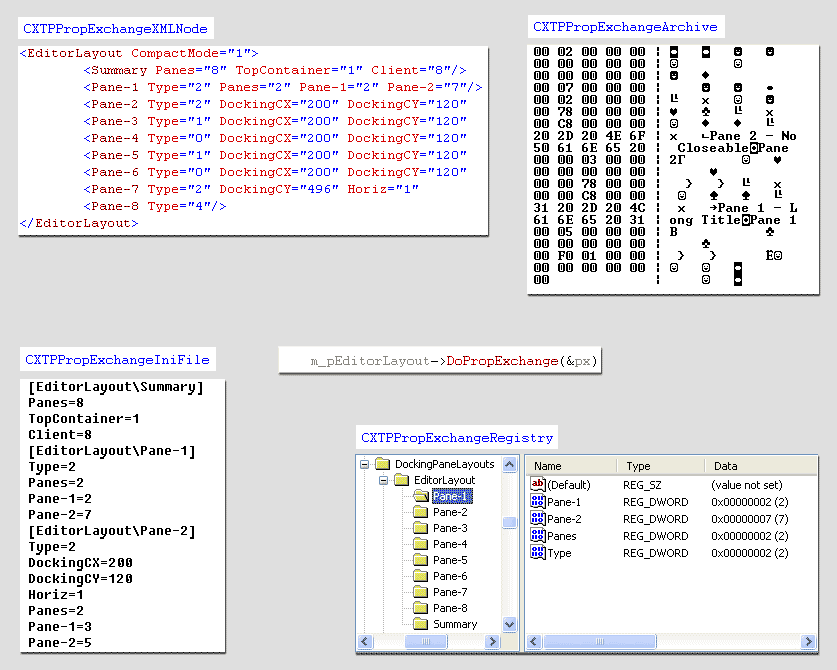 CXTPPropExchangeXMLNode
<EditorLayout CompactMode="1">
<Summary Panes="8" TopContainer="1" Client="8"/>
<Pane-1 Type="2" Panes="2" Pane-1="2" Pane-2="7"/>
<Pane-2 Type="2" DockingCX="200" DockingCY="120"
<Pane-3 Type="1" DockingCX="200" DockingCY="120"
<Pane-4 Type="0" DockingCX="200" DockingCY="120"
<Pane-5 Type="1" DockingCX="200" DockingCY="120"
<Pane-6 Type="0" DockingCX="200" DockingCY="120"
<Pane-7 Type="2" DockingCY="496" Horiz="1"
<Pane-8 Type="4"/>
</EditorLayout>
CXTPPropExchangeArchive
00 02 00 00 00
00 00 00 00 00
00 00 00 00 00
00 07 00 00 00
00 02 00 00 00
00 78 00 00 00
00 C8 00 00 00
20 2D 20 4E 6F
50 61 6E 65 20
00 00 03 00 00
00 00 00 00 00
00 00 78 00 00
00 00 C8 00 00
31 20 2D 20 4C
61 6E 65 20 31
00 05 00 00 00
00 00 00 00 00
00 F0 01 00 00
00 00 00 00 00
00
Pane 2 - No
Closeable Pane
2Γ
Pane 1 - L
ong Title Pane 1
B
CXTPPropExchangeIniFile
[EditorLayout\Summary]
Panes=8
TopContainer=1
Client=8
[EditorLayout\Pane-1]
Type=2
Panes=2
Pane-1=2
Pane-2=7
[EditorLayout\Pane-2]
Type=2
DockingCX=200
DockingCY=120
Horiz=1
Panes=2
Pane-1=3
Pane-2=5
m_pEditorLayout->DoPropExchange(&px)
CXTPPropExchangeRegistry
DockingPaneLayouts
EditorLayout
Pane-1
Pane-2
Pane-3
Pane-4
Pane-5
Pane-6
Pane-7
Pane-8
Summary
Name Type Data
(Default) REG_SZ (value not set)
Pane-1 REG_DWORD 0x00000002 (2)
Pane-2 REG_DWORD 0x00000007 (7)
Panes REG_DWORD 0x00000002 (2)
Type REG_DWORD 0x00000002 (2)